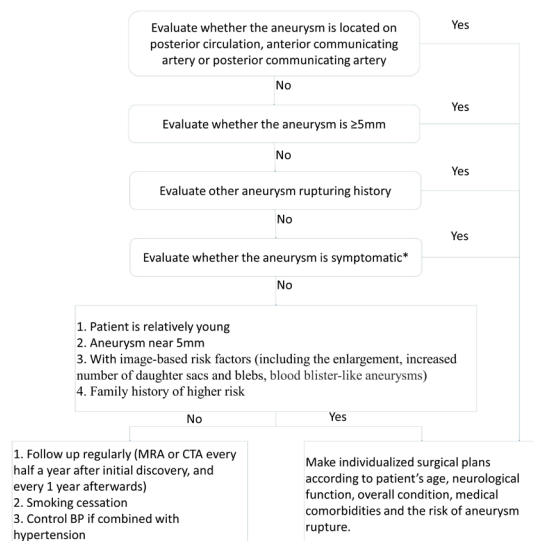 Evaluate whether the aneurysm is located on
posterior circulation, anterior communicating
artery or posterior communicating artery
Yes
No
Evaluate whether the aneurysm is ≥5mm
Yes
No
Evaluate other aneurysm rupturing history
Yes
No
Evaluate whether the aneurysm is symptomatic*
Yes
No
1. Patient is relatively young
2. Aneurysm near 5mm
3. With image-based risk factors (including the enlargement, increased
number of daughter sacs and blebs, blood blister-like aneurysms)
4. Family history of higher risk
No
Yes
1. Follow up regularly (MRA or CTA every
half a year after initial discovery, and
every 1 year afterwards)
2. Smoking cessation
3. Control BP if combined with
hypertension
Make individualized surgical plans
according to patient's age, neurological
function, overall condition, medical
comorbidities and the risk of aneurysm
rupture.